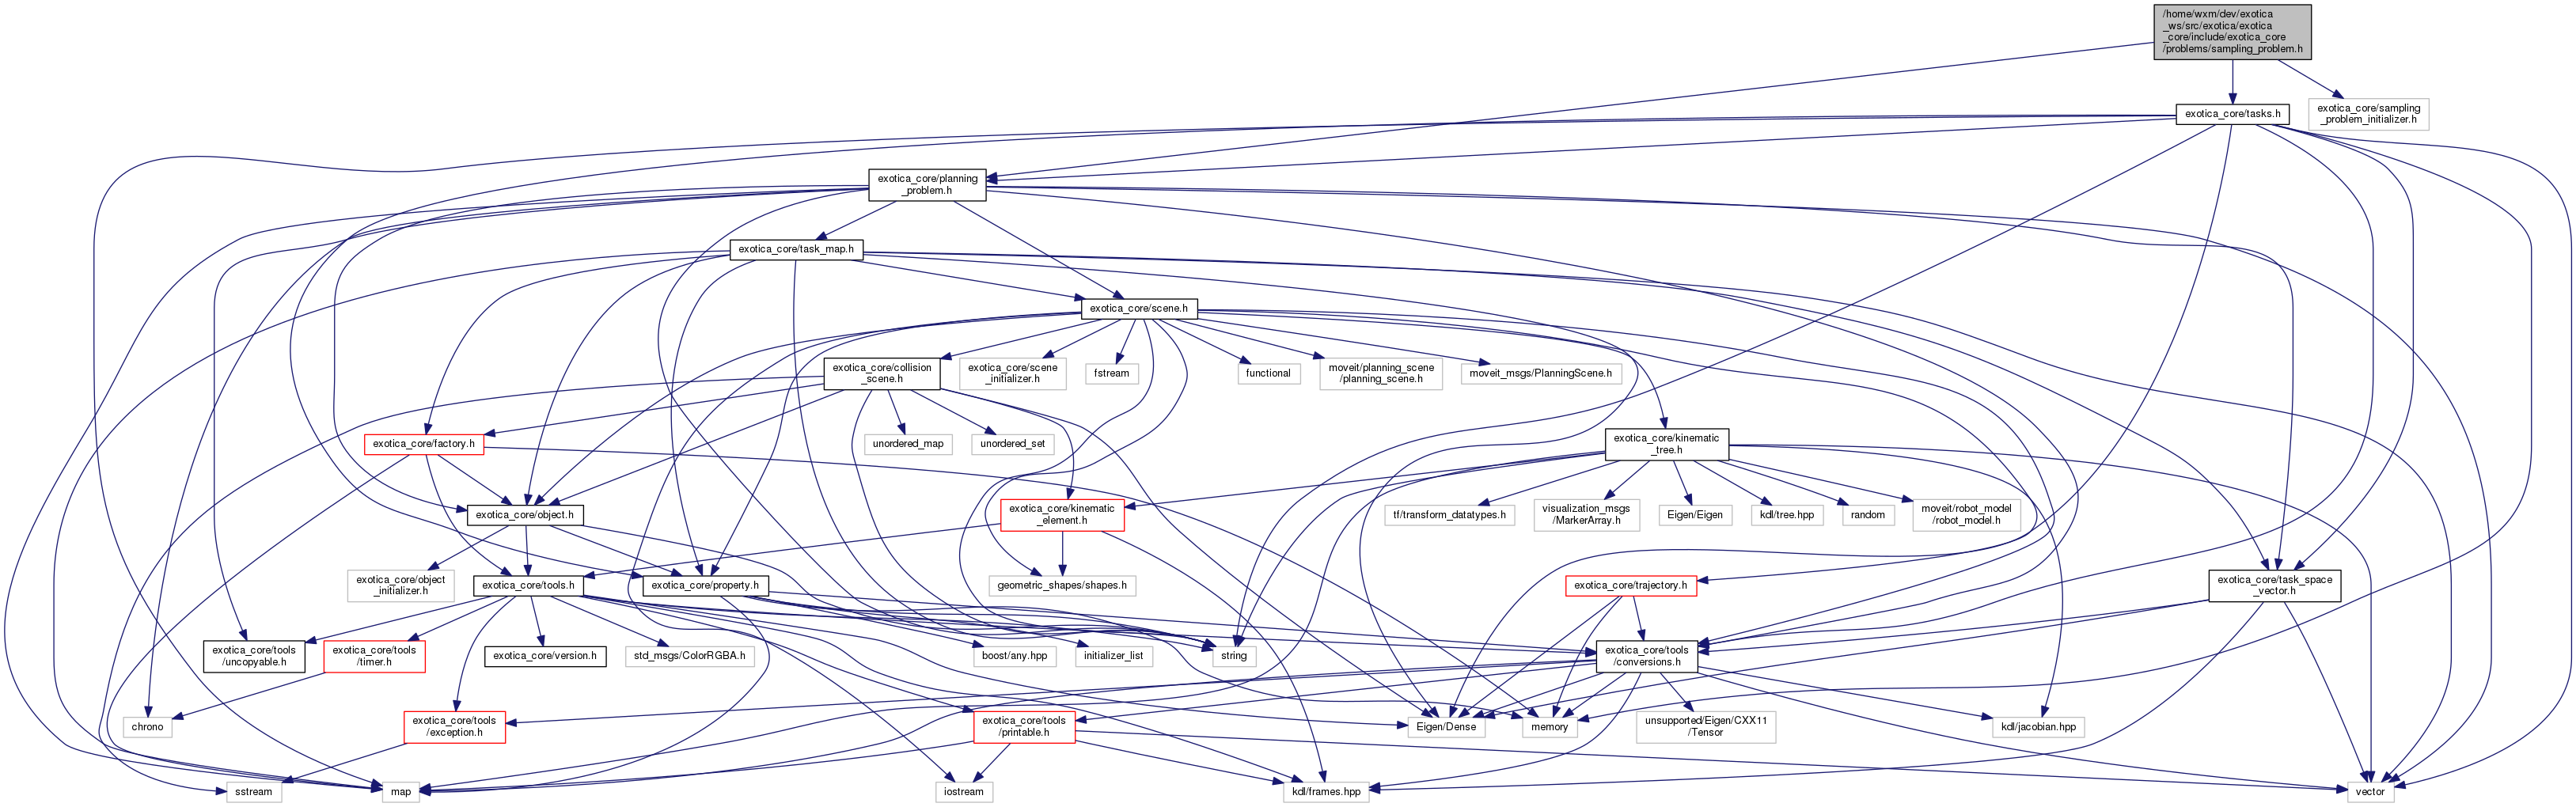 /home/wxm/dev/exotica
_ws/src/exotica/exotica
_core/include/exotica_core
/problems/sampling_problem.h
exotica_core/tasks.h
exotica_core/sampling
_problem_initializer.h
exotica_core/planning
_problem.h
exotica_core/task_map.h
exotica_core/scene.h
exotica_core/collision
_scene.h
exotica_core/scene
_initializer.h
fstream
functional
moveit/planning_scene
/planning_scene.h
moveit_msgs/PlanningScene.h
exotica_core/factory.h
unordered_map
unordered_set
exotica_core/kinematic
_tree.h
exotica_core/object.h
exotica_core/kinematic
_element.h
tf/transform_datatypes.h
visualization_msgs
/MarkerArray.h
Eigen/Eigen
kdl/tree.hpp
random
moveit/robot_model
/robot_model.h
exotica_core/object
_initializer.h
exotica_core/tools.h
exotica_core/property.h
geometric_shapes/shapes.h
exotica_core/trajectory.h
exotica_core/task_space
_vector.h
exotica_core/tools
/uncopyable.h
exotica_core/tools
/timer.h
exotica_core/version.h
std_msgs/ColorRGBA.h
boost/any.hpp
initializer_list
string
exotica_core/tools
/conversions.h
chrono
exotica_core/tools
/exception.h
exotica_core/tools
/printable.h
Eigen/Dense
memory
unsupported/Eigen/CXX11
/Tensor
kdl/jacobian.hpp
sstream
map
iostream
kdl/frames.hpp
vector